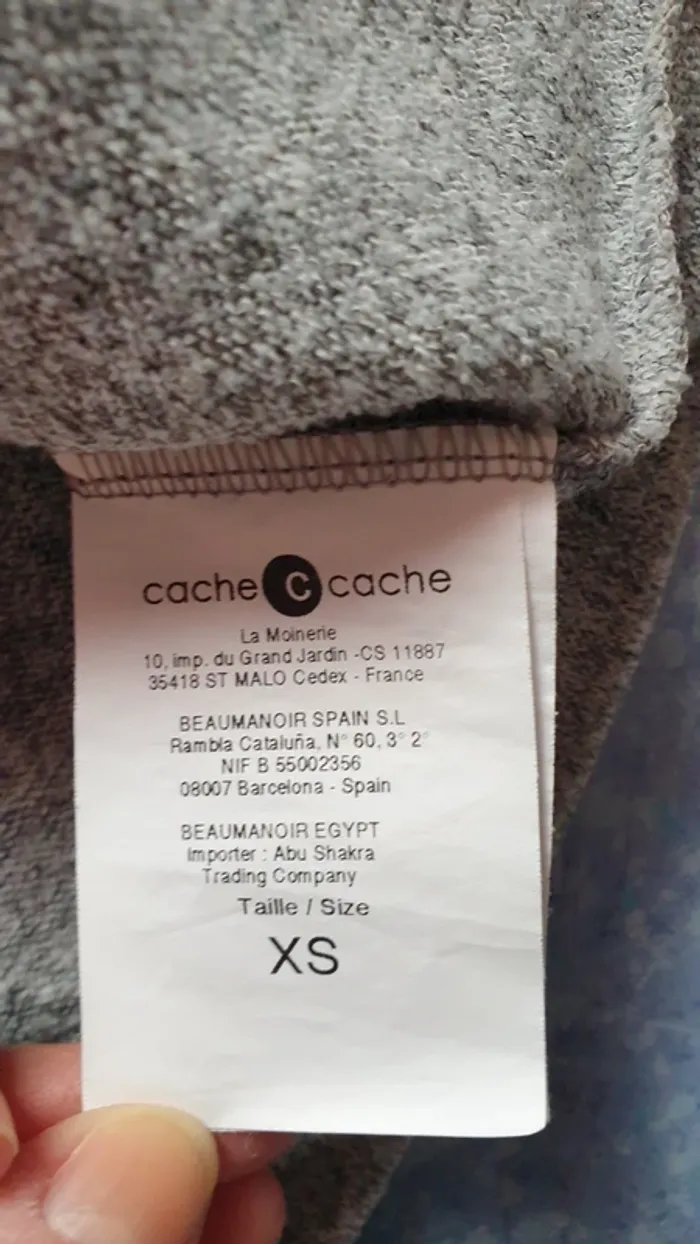 cache C cache
La Moinerie
10, imp. du Grand Jardin -CS 11887
35418 ST MALO Cedex - France
BEAUMANOIR SPAIN S.L
Rambla Cataluña, N° 60, 3° 2°
NIF B 55002356
08007 Barcelona - Spain
BEAUMANOIR EGYPT
Importer : Abu Shakra
Trading Company
Taille / Size
XS